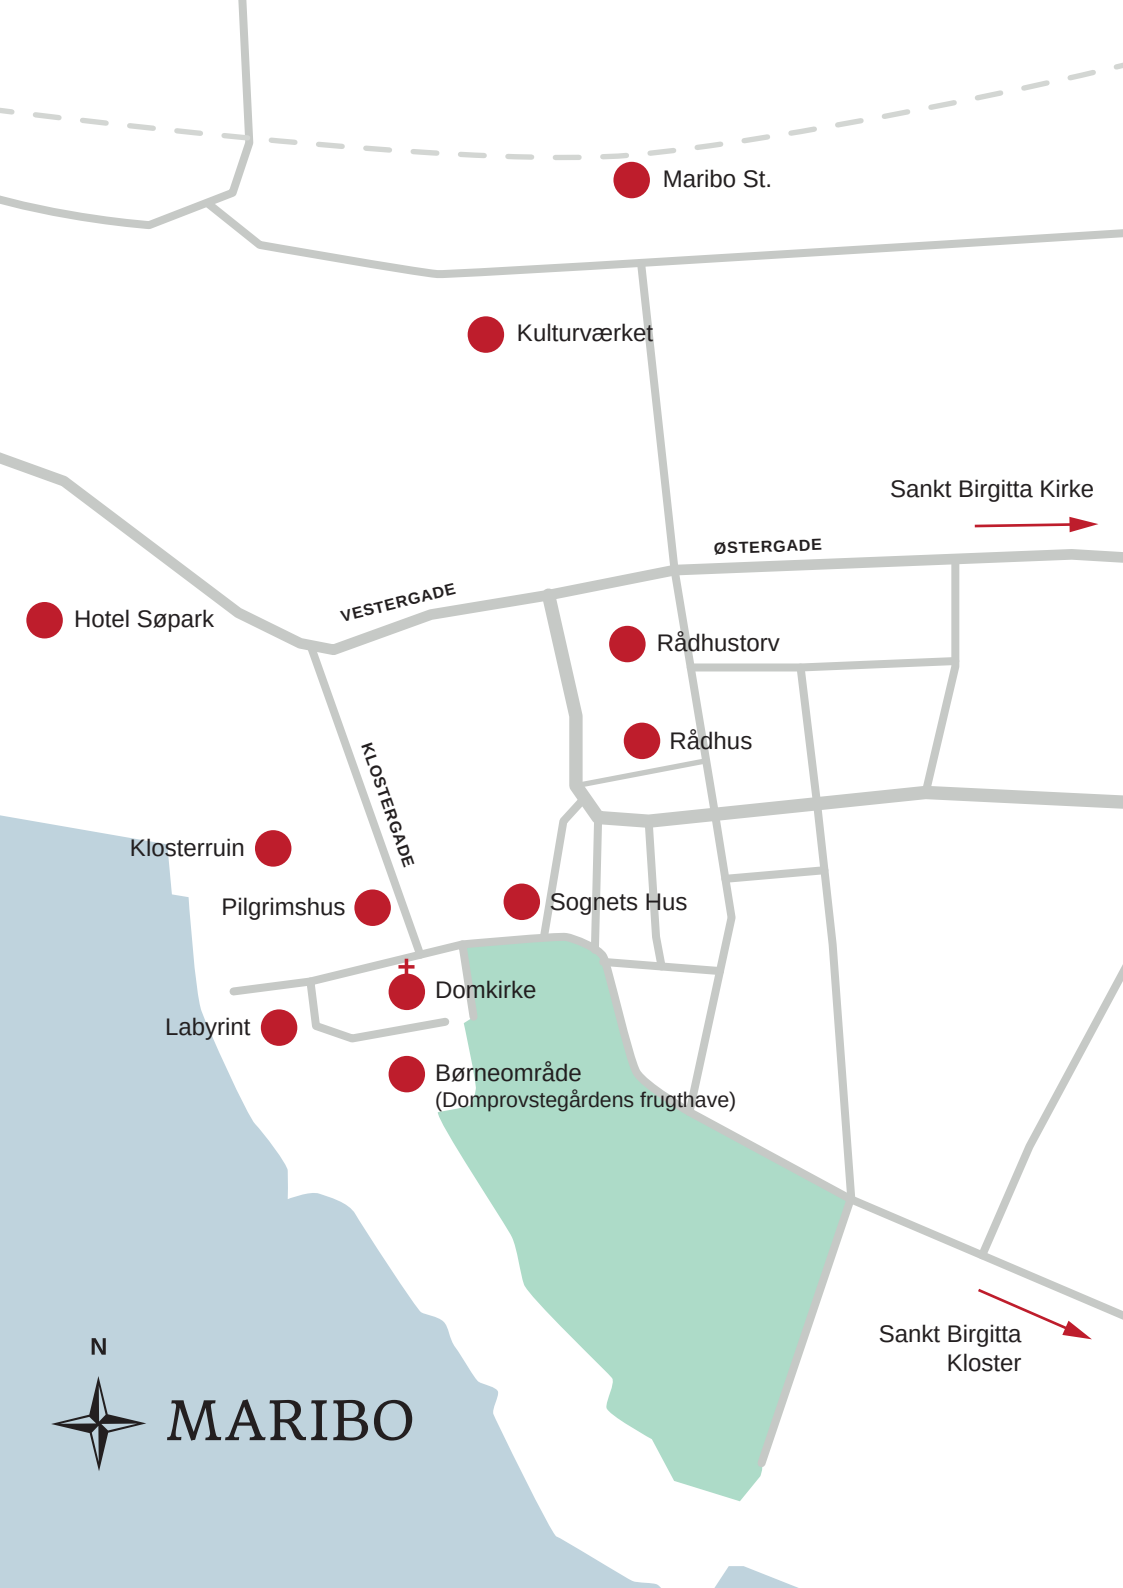 Maribo St.
Kulturværket
Sankt Birgitta Kirke
ØSTERGADE
VESTERGADE
Hotel Søpark
Rådhustorv
Rådhus
KLOSTERGADE
Klosterruin
Pilgrimshus
Sognets Hus
Domkirke
Labyrint
Børneområde
(Domprovstegårdens frugthave)
Sankt Birgitta
Kloster
N
MARIBO